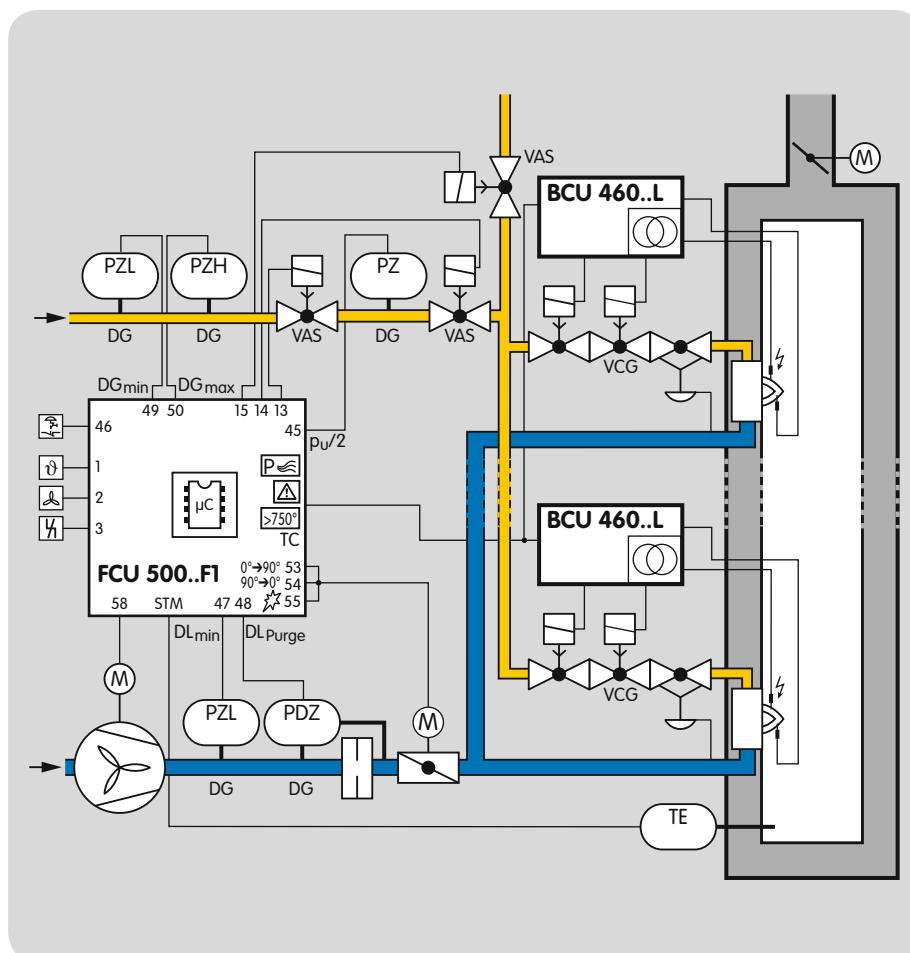 VAS
M
BCU 460..L
PZL
PZH
PZ
DG
DG
VAS
DG
VAS
VCG
DGmin
DGmax
49 50
15 14 13
46
45
pu/2
1
ϑ
P
2
µC
3
>750°
TC
BCU 460..L
FCU 500..F1
0°➔90° 53
90°➔0° 54
55
58
STM
47 48
DLmin
DLPurge
M
PZL
PDZ
M
VCG
DG
DG
TE